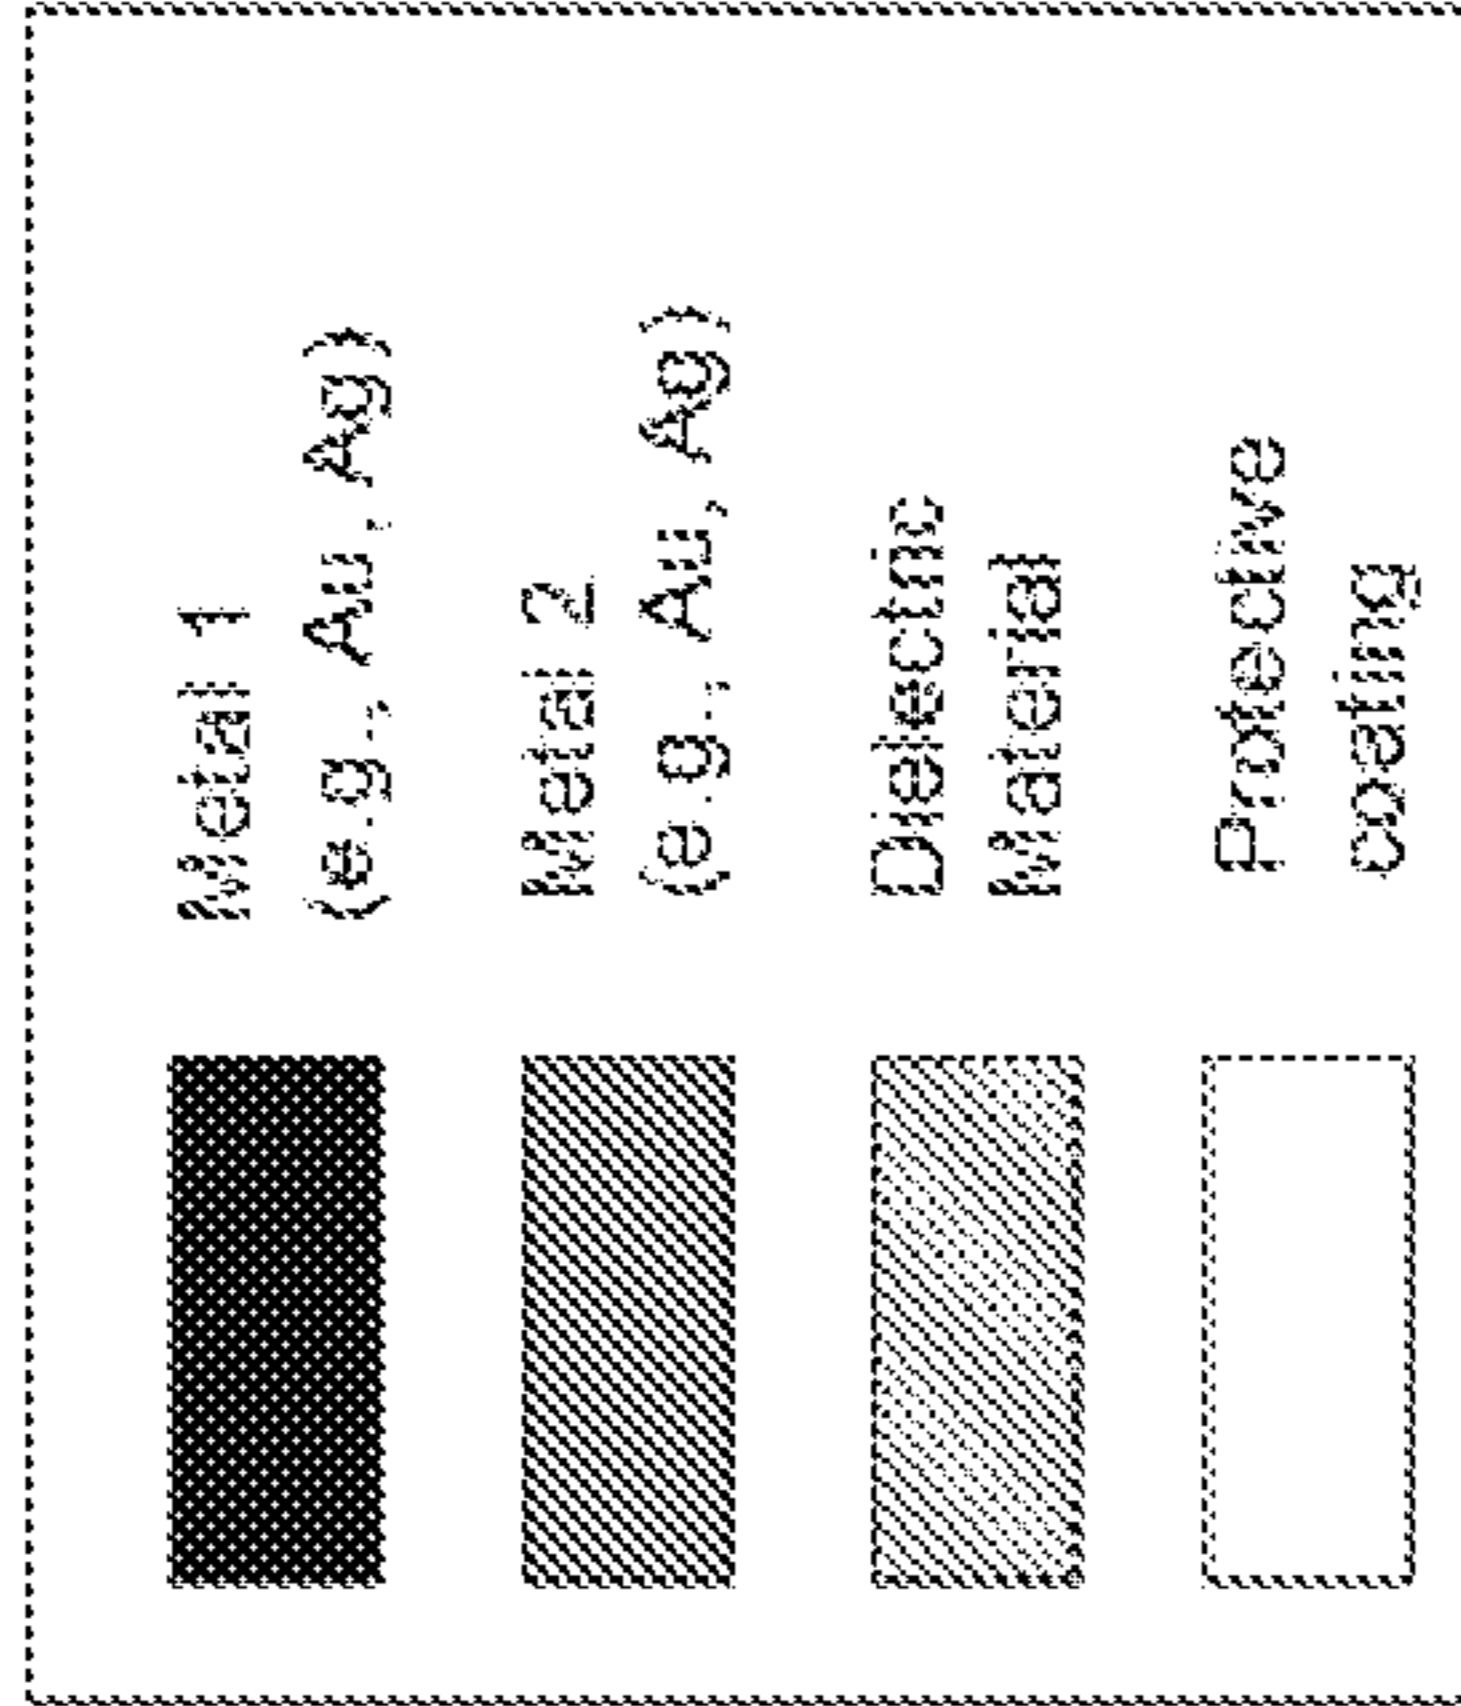 Metal 1
(e.g., Au, Ag)
Metal 2
(e.g., Au, Ag)
Dielectric
Material
Protective
coating